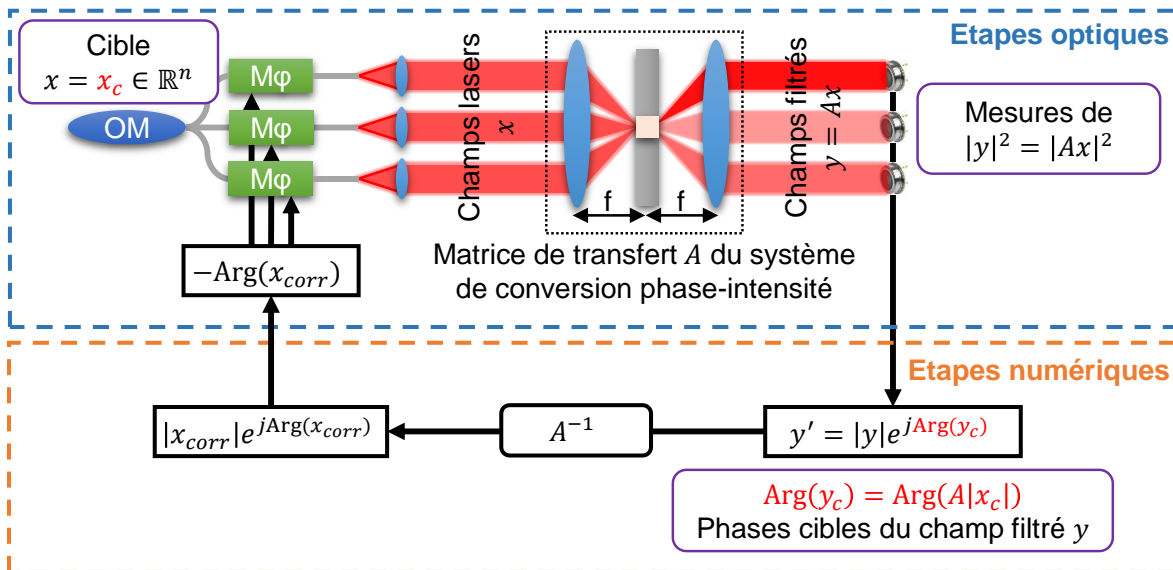 Etapes optiques
Cible
x = x_c ∈ ℝⁿ
OM
Mφ
Mφ
Mφ
Champs lasers
x
f
f
Champs filtrés
y = Ax
Mesures de
|y|² = |Ax|²
Matrice de transfert A du système
de conversion phase-intensité
−Arg(x_corr)
Etapes numériques
|x_corr|e^{jArg(x_corr)}
A⁻¹
y′ = |y|e^{jArg(y_c)}
Arg(y_c) = Arg(A|x_c|)
Phases cibles du champ filtré y